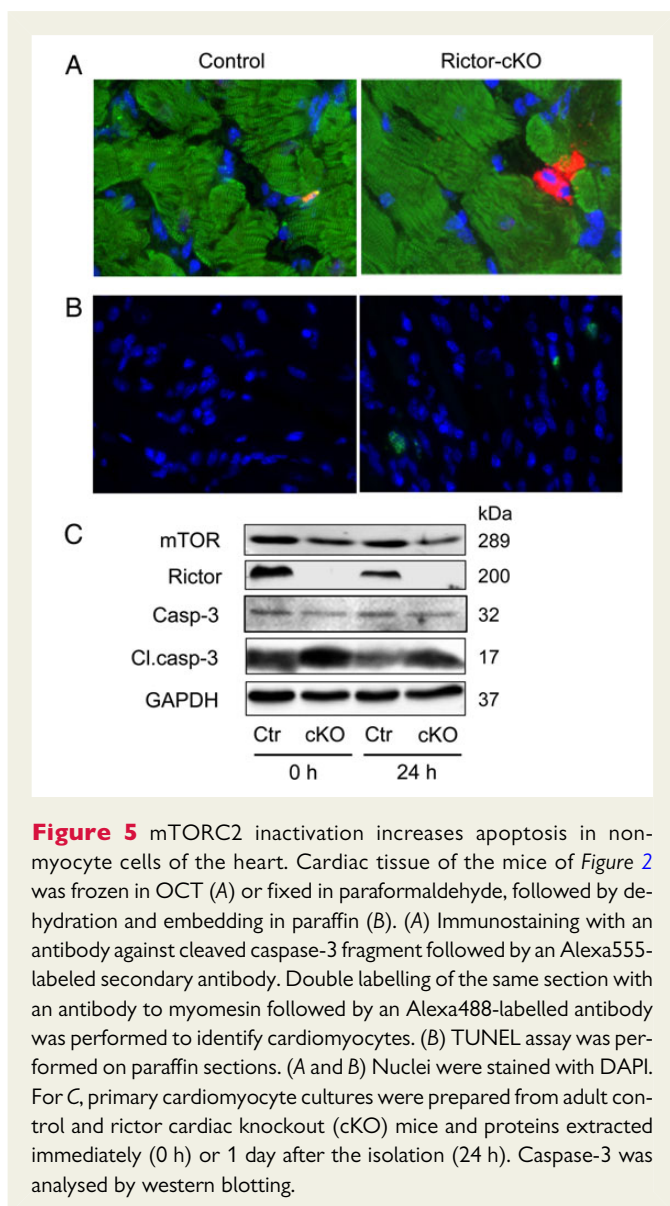 A
Control
Rictor-cKO
B
C
kDa
mTOR
289
Rictor
200
Casp-3
32
Cl.casp-3
17
GAPDH
37
Ctr cKO Ctr cKO
0 h
24 h
Figure 5 mTORC2 inactivation increases apoptosis in non-
myocyte cells of the heart. Cardiac tissue of the mice of Figure 2
was frozen in OCT (A) or fixed in paraformaldehyde, followed by de-
hydration and embedding in paraffin (B). (A) Immunostaining with an
antibody against cleaved caspase-3 fragment followed by an Alexa555-
labeled secondary antibody. Double labelling of the same section with
an antibody to myomesin followed by an Alexa488-labelled antibody
was performed to identify cardiomyocytes. (B) TUNEL assay was per-
formed on paraffin sections. (A and B) Nuclei were stained with DAPI.
For C, primary cardiomyocyte cultures were prepared from adult con-
trol and rictor cardiac knockout (cKO) mice and proteins extracted
immediately (0 h) or 1 day after the isolation (24 h). Caspase-3 was
analysed by western blotting.